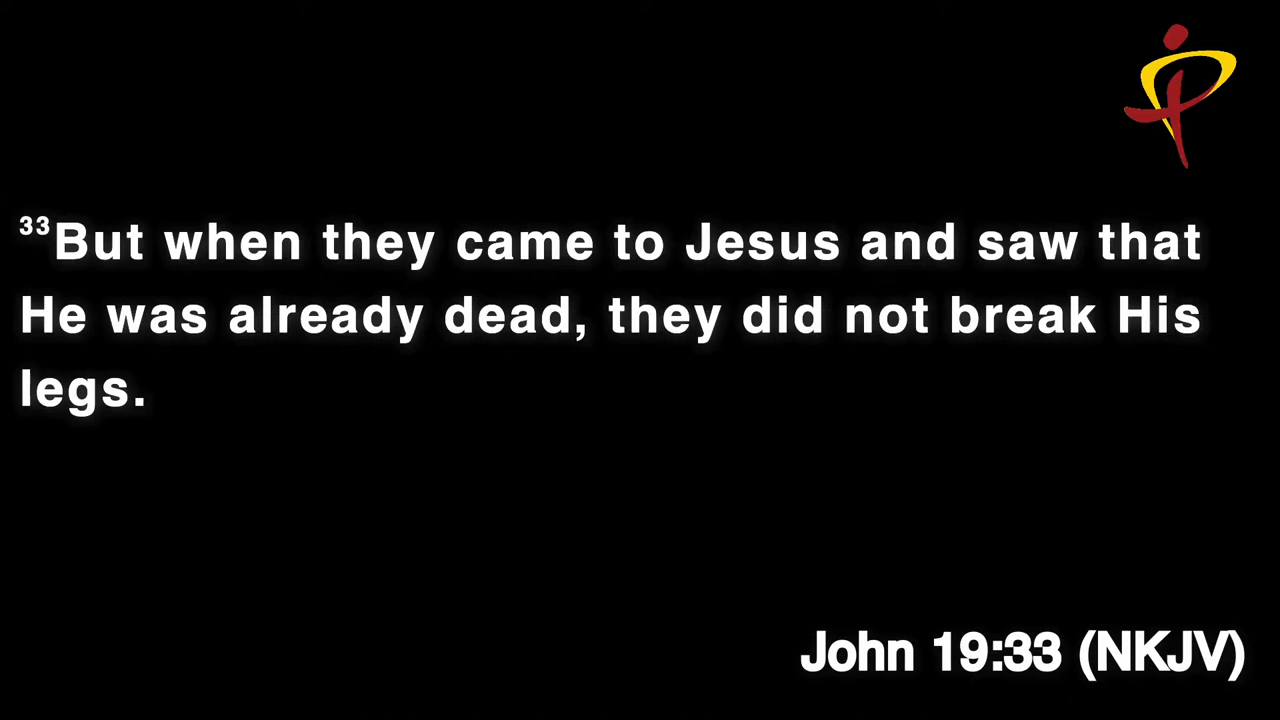 ³³But when they came to Jesus and saw that
He was already dead, they did not break His
legs.
John 19:33 (NKJV)